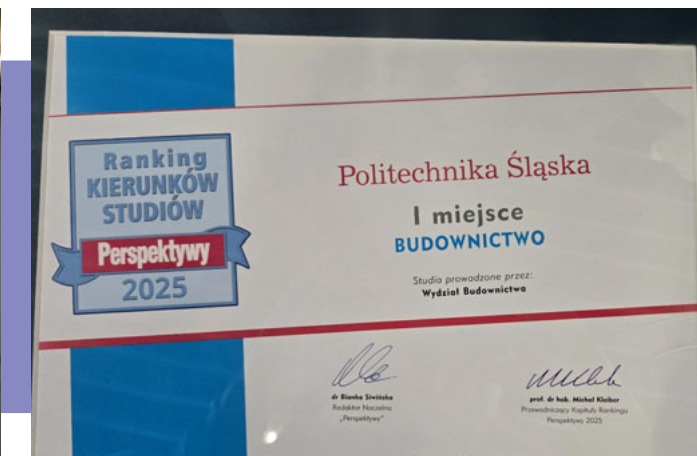 Ranking
KIERUNKÓW
STUDIÓW
Perspektywy
2025
Politechnika Śląska
I miejsce
BUDOWNICTWO
Studia prowadzone przez:
Wydział Budownictwa
dr Bianka Siwińska
Redaktor Naczelna
„Perspektywy”
prof. dr hab. Michał Kleiber
Przewodniczący Kapituły Rankingu
Perspektywy 2025